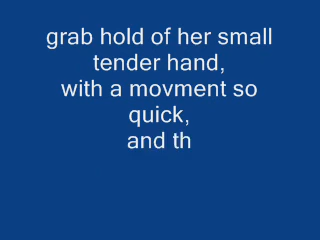 grab hold of her small
tender hand,
with a movment so
quick,
and th